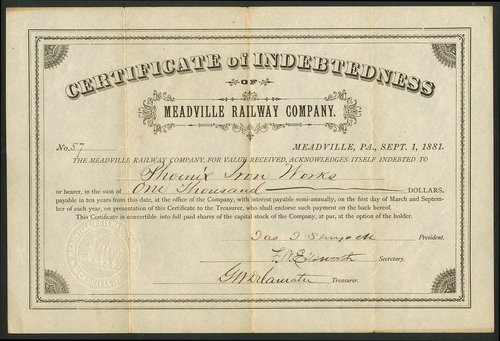 CERTIFICATE of INDEBTEDNESS
OF
MEADVILLE RAILWAY COMPANY.
No. 57 MEADVILLE, PA., SEPT. 1, 1881.
THE MEADVILLE RAILWAY COMPANY, FOR VALUE RECEIVED, ACKNOWLEDGES ITSELF INDEBTED TO
Phoenix Iron Works
or bearer, in the sum of One Thousand DOLLARS,
payable in ten years from this date, at the office of the Company, with interest payable semi-annually, on the first day of March and Septem-
ber of each year, on presentation of this Certificate to the Treasurer, who shall endorse such payment on the back hereof.
This Certificate is convertible into full paid shares of the capital stock of the Company, at par, at the option of the holder.
President.
Secretary.
G W Delamater Treasurer.